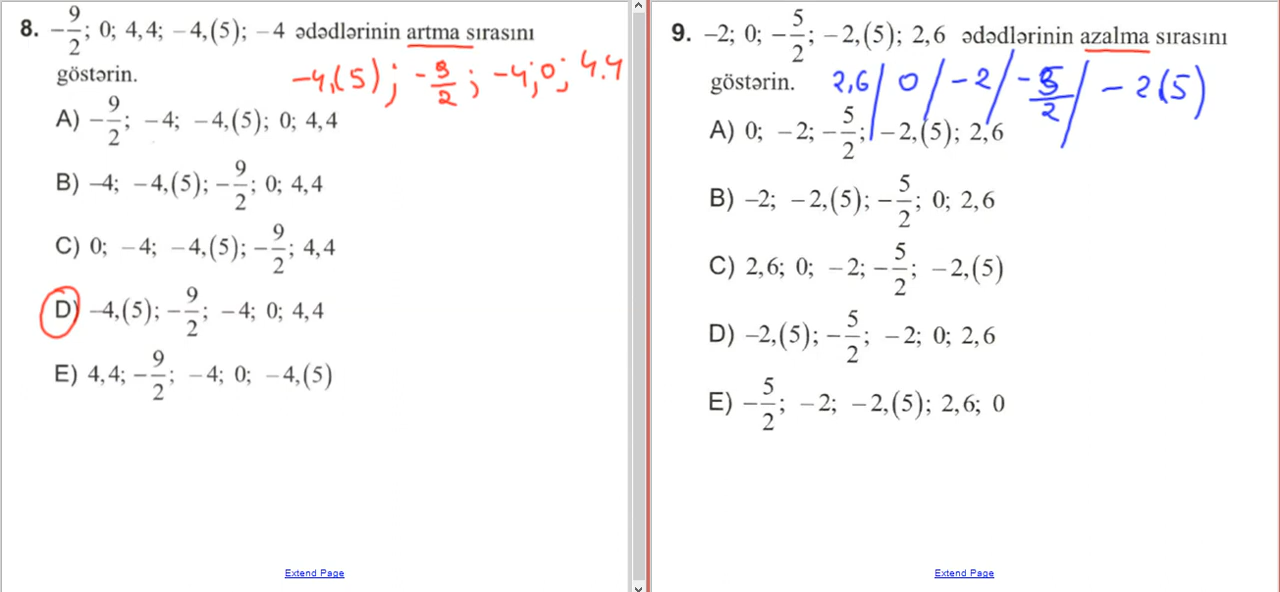 8. -9/2; 0; 4,4; -4,(5); -4 ədədlərinin artma sırasını
göstərin.
-4,(5); -9/2; -4; 0; 4.4
A) -9/2; -4; -4,(5); 0; 4,4
B) -4; -4,(5); -9/2; 0; 4,4
C) 0; -4; -4,(5); -9/2; 4,4
D) -4,(5); -9/2; -4; 0; 4,4
E) 4,4; -9/2; -4; 0; -4,(5)
Extend Page
9. -2; 0; -5/2; -2,(5); 2,6 ədədlərinin azalma sırasını
göstərin.
2,6 / 0 / -2 / -5/2 / -2(5)
A) 0; -2; -5/2; -2,(5); 2,6
B) -2; -2,(5); -5/2; 0; 2,6
C) 2,6; 0; -2; -5/2; -2,(5)
D) -2,(5); -5/2; -2; 0; 2,6
E) -5/2; -2; -2,(5); 2,6; 0
Extend Page